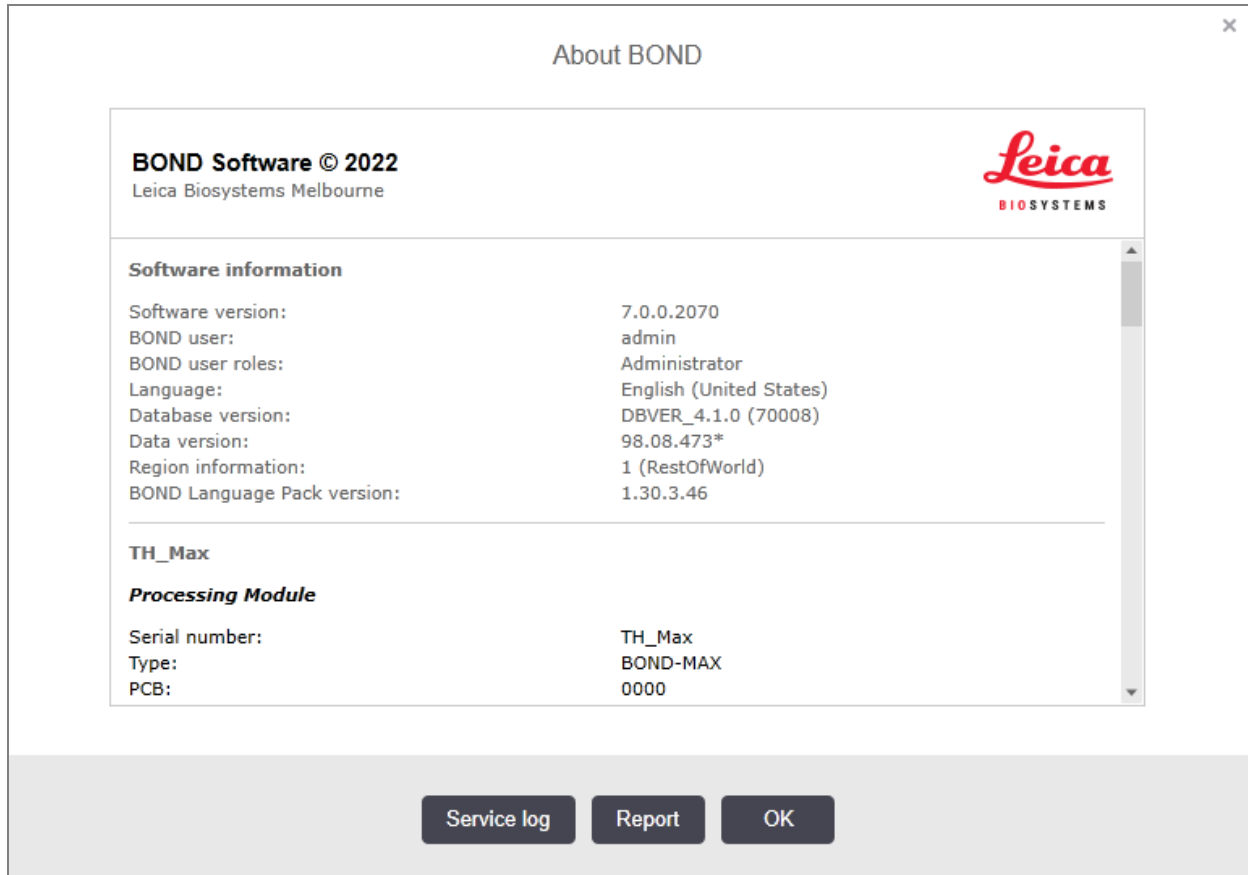 ×
About BOND
BOND Software © 2022
Leica Biosystems Melbourne
Leica
BIOSYSTEMS
Software information
Software version: 7.0.0.2070
BOND user: admin
BOND user roles: Administrator
Language: English (United States)
Database version: DBVER_4.1.0 (70008)
Data version: 98.08.473*
Region information: 1 (RestOfWorld)
BOND Language Pack version: 1.30.3.46
TH_Max
Processing Module
Serial number: TH_Max
Type: BOND-MAX
PCB: 0000
Service log Report OK